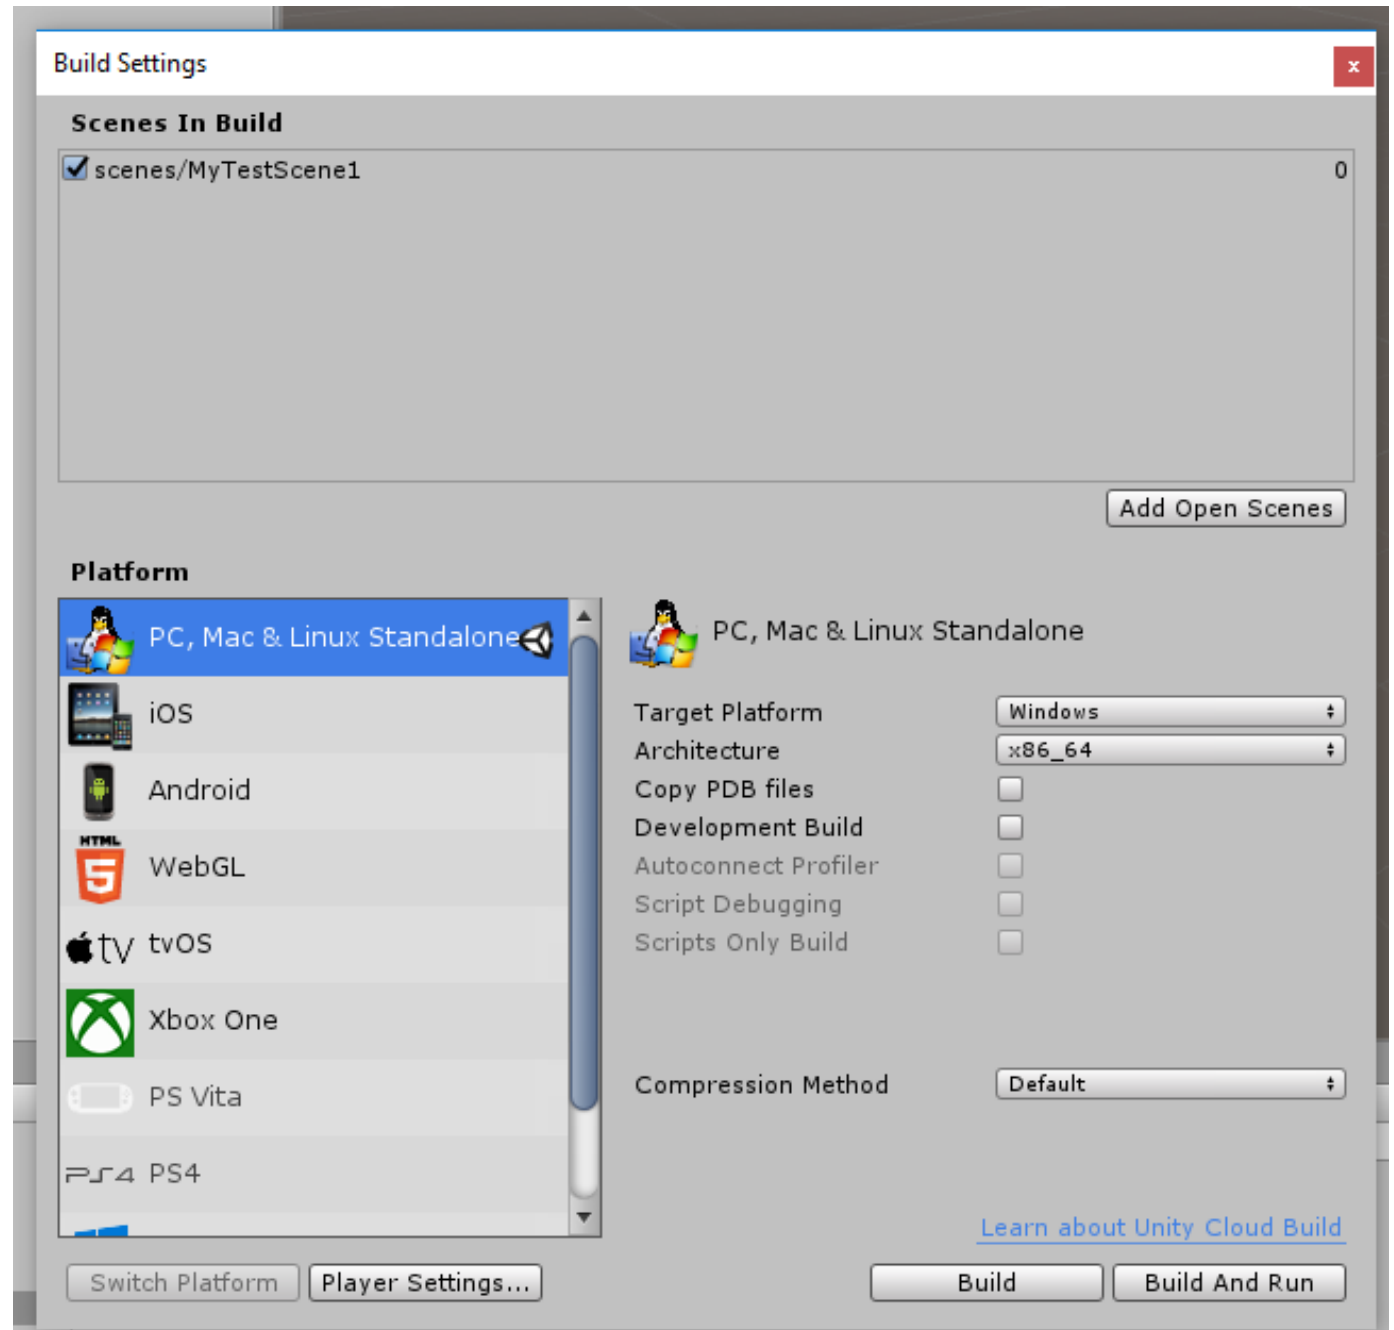 Build Settings
x
Scenes In Build
scenes/MyTestScene1 0
Add Open Scenes
Platform
PC, Mac & Linux Standalone
iOS
Android
HTML
5
WebGL
tv tvOS
Xbox One
PS Vita
PS4 PS4
PC, Mac & Linux Standalone
Target Platform Windows
Architecture x86_64
Copy PDB files
Development Build
Autoconnect Profiler
Script Debugging
Scripts Only Build
Compression Method Default
Learn about Unity Cloud Build
Switch Platform Player Settings... Build Build And Run